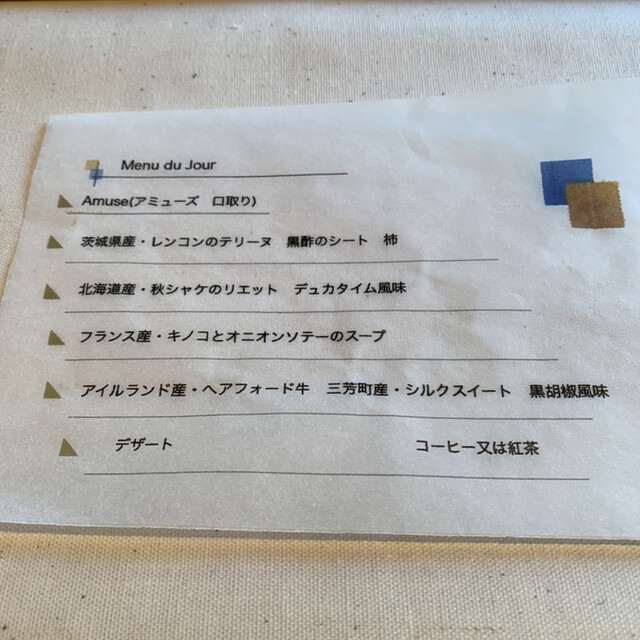 Menu du Jour
Amuse(アミューズ　口取り)
茨城県産・レンコンのテリーヌ　黒酢のシート　柿
北海道産・秋シャケのリエット　デュカタイム風味
フランス産・キノコとオニオンソテーのスープ
アイルランド産・ヘアフォード牛　三芳町産・シルクスイート　黒胡椒風味
デザート　コーヒー又は紅茶